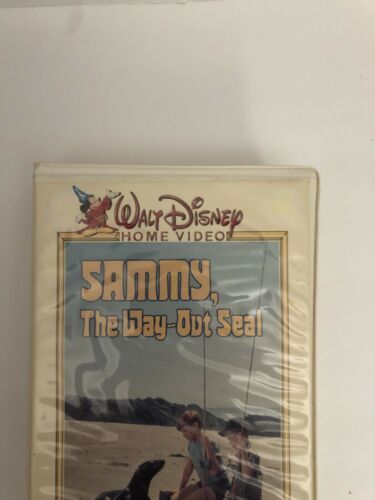 WALT DISNEY
HOME VIDEO
SAMMY,
The Way-Out Seal